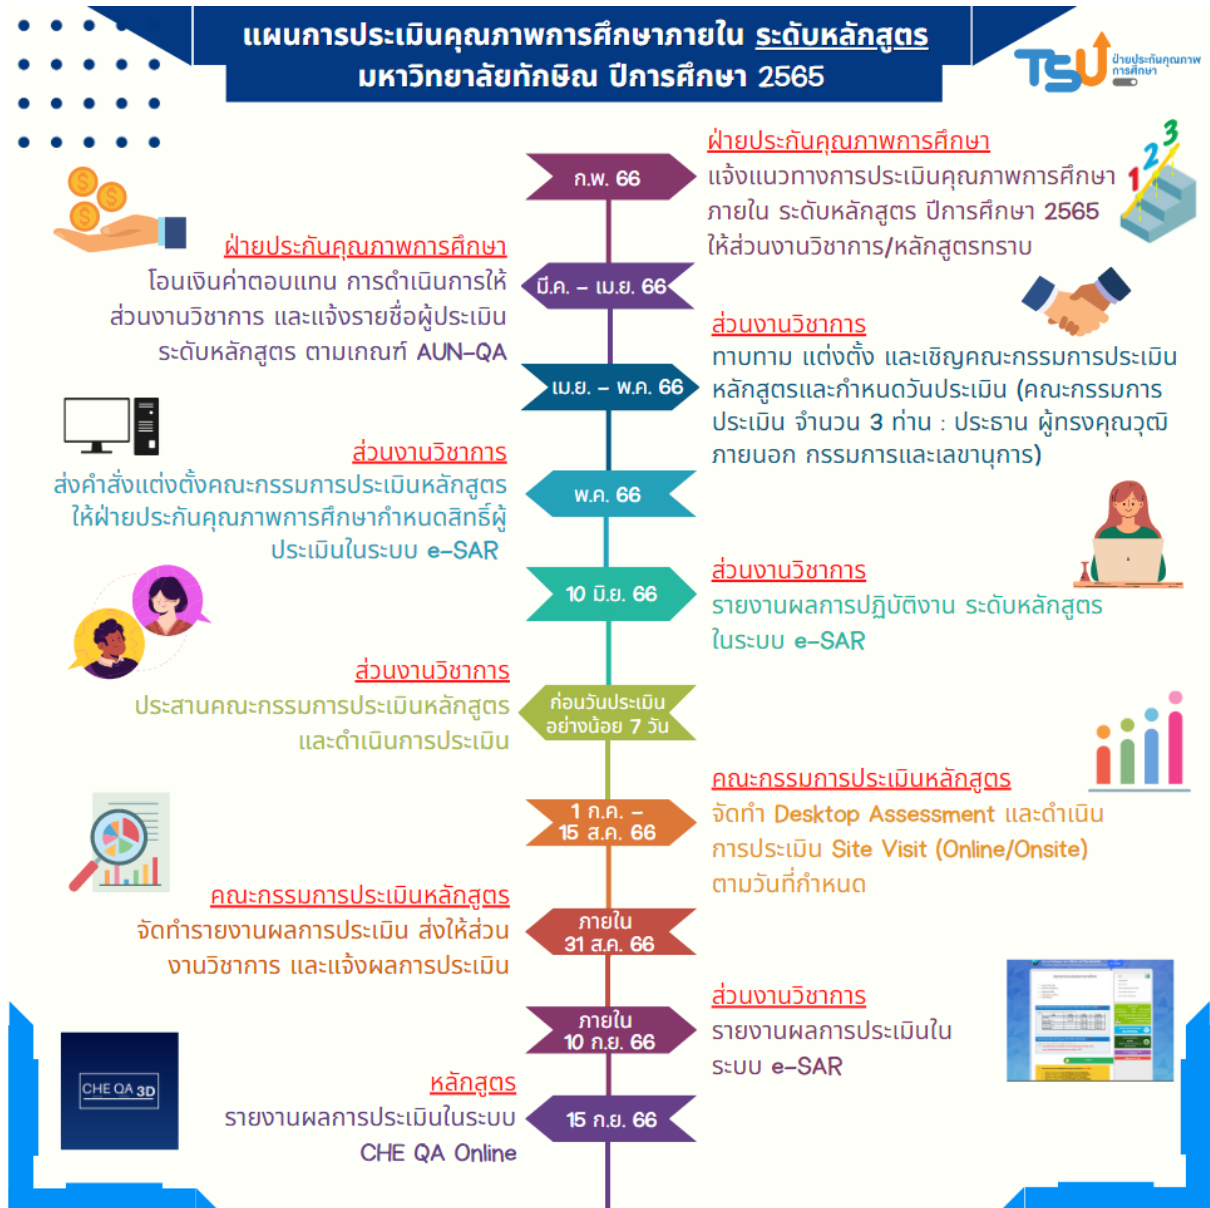 แผนการประเมินคุณภาพการศึกษาภายใน ระดับหลักสูตร
มหาวิทยาลัยทักษิณ ปีการศึกษา 2565
TSU
ฝ่ายประกันคุณภาพ
การศึกษา
ก.พ. 66
ฝ่ายประกันคุณภาพการศึกษา
แจ้งแนวทางการประเมินคุณภาพการศึกษา
ภายใน ระดับหลักสูตร ปีการศึกษา 2565
ให้ส่วนงานวิชาการ/หลักสูตรทราบ
1 2 3
ฝ่ายประกันคุณภาพการศึกษา
โอนเงินค่าตอบแทน การดำเนินการให้
ส่วนงานวิชาการ และแจ้งรายชื่อผู้ประเมิน
ระดับหลักสูตร ตามเกณฑ์ AUN-QA
มี.ค. - เม.ย. 66
เม.ย. - พ.ค. 66
ส่วนงานวิชาการ
ทาบทาม แต่งตั้ง และเชิญคณะกรรมการประเมิน
หลักสูตรและกำหนดวันประเมิน (คณะกรรมการ
ประเมิน จำนวน 3 ท่าน : ประธาน ผู้ทรงคุณวุฒิ
ภายนอก กรรมการและเลขานุการ)
ส่วนงานวิชาการ
ส่งคำสั่งแต่งตั้งคณะกรรมการประเมินหลักสูตร
ให้ฝ่ายประกันคุณภาพการศึกษากำหนดสิทธิ์ผู้
ประเมินในระบบ e-SAR
พ.ค. 66
10 มิ.ย. 66
ส่วนงานวิชาการ
รายงานผลการปฏิบัติงาน ระดับหลักสูตร
ในระบบ e-SAR
ส่วนงานวิชาการ
ประสานคณะกรรมการประเมินหลักสูตร
และดำเนินการประเมิน
ก่อนวันประเมิน
อย่างน้อย 7 วัน
1 ก.ค. -
15 ส.ค. 66
คณะกรรมการประเมินหลักสูตร
จัดทำ Desktop Assessment และดำเนิน
การประเมิน Site Visit (Online/Onsite)
ตามวันที่กำหนด
คณะกรรมการประเมินหลักสูตร
จัดทำรายงานผลการประเมิน ส่งให้ส่วน
งานวิชาการ และแจ้งผลการประเมิน
ภายใน
31 ส.ค. 66
ภายใน
10 ก.ย. 66
ส่วนงานวิชาการ
รายงานผลการประเมินใน
ระบบ e-SAR
CHE QA 3D
หลักสูตร
รายงานผลการประเมินในระบบ
CHE QA Online
15 ก.ย. 66